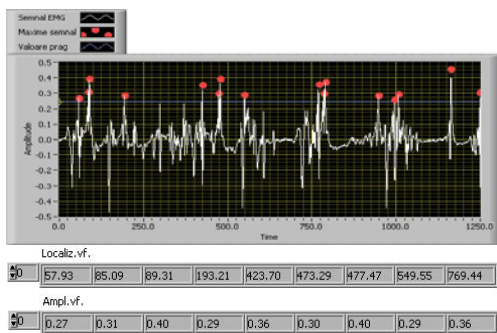 Semnal EMG
Maxime semnal
Valoare prag
0.5
0.4
0.3
0.2
0.1
0.0
-0.1
-0.2
-0.3
-0.4
-0.5
Amplitude
0.0 250.0 500.0 750.0 1000.0 1250.0
Time
Localiz.vf.
0 57.93 85.09 89.31 193.21 423.70 473.29 477.47 549.55 769.44
Ampl.vf.
0 0.27 0.31 0.40 0.29 0.36 0.30 0.40 0.29 0.36